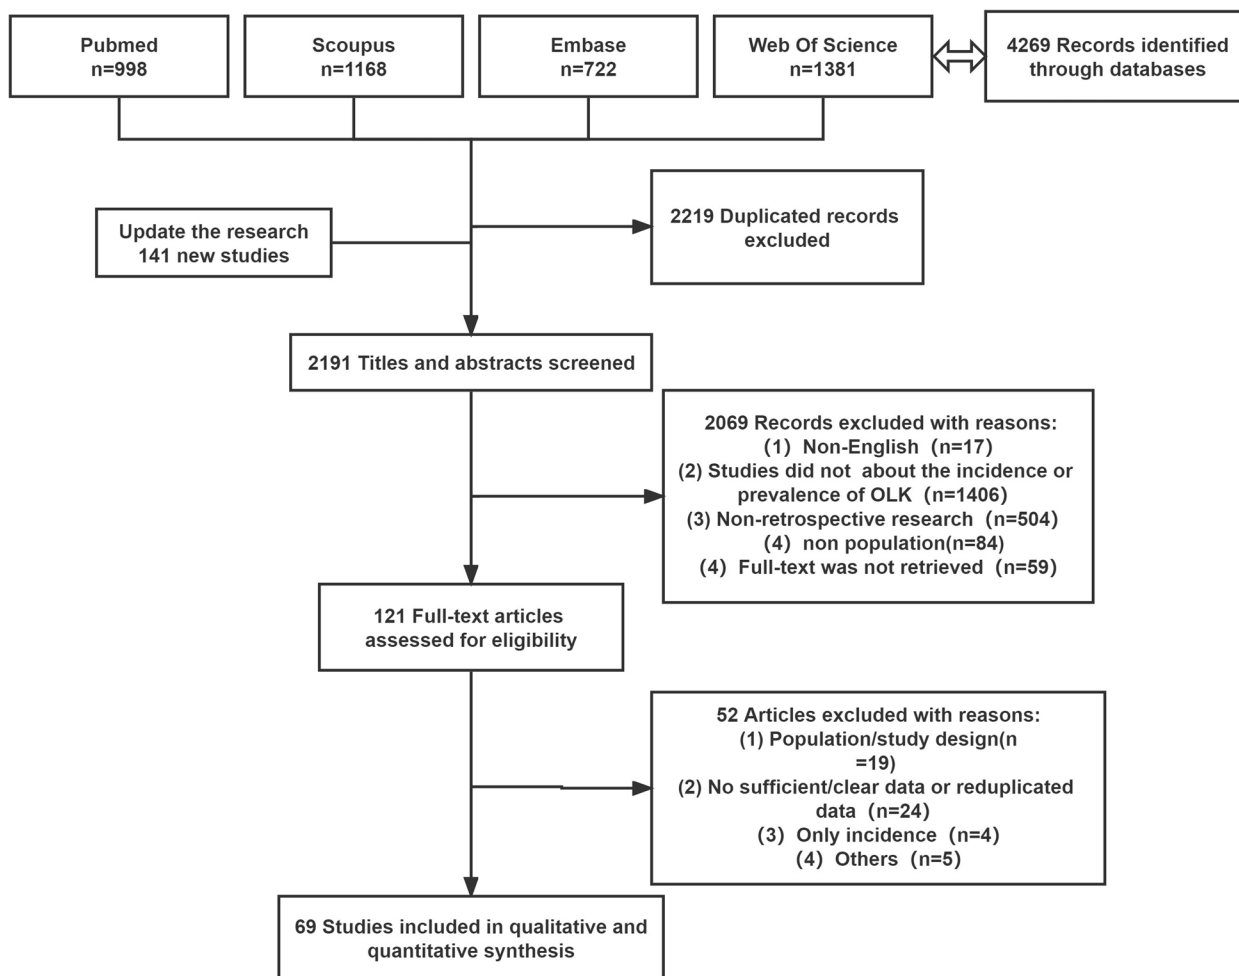 Pubmed
n=998
Scoupus
n=1168
Embase
n=722
Web Of Science
n=1381
4269 Records identified
through databases
Update the research
141 new studies
2219 Duplicated records
excluded
2191 Titles and abstracts screened
2069 Records excluded with reasons:
（1） Non-English（n=17)
(2) Studies did not  about the incidence or
prevalence of OLK（n=1406)
(3) Non-retrospective research（n=504)
（4） non population(n=84)
（4） Full-text was not retrieved（n=59)
121 Full-text articles
assessed for eligibility
52 Articles excluded with reasons:
(1) Population/study design(n
=19)
(2) No sufficient/clear data or reduplicated
data（n=24)
（3） Only incidence（n=4)
（4） Others（n=5)
69 Studies included in qualitative and
quantitative synthesis